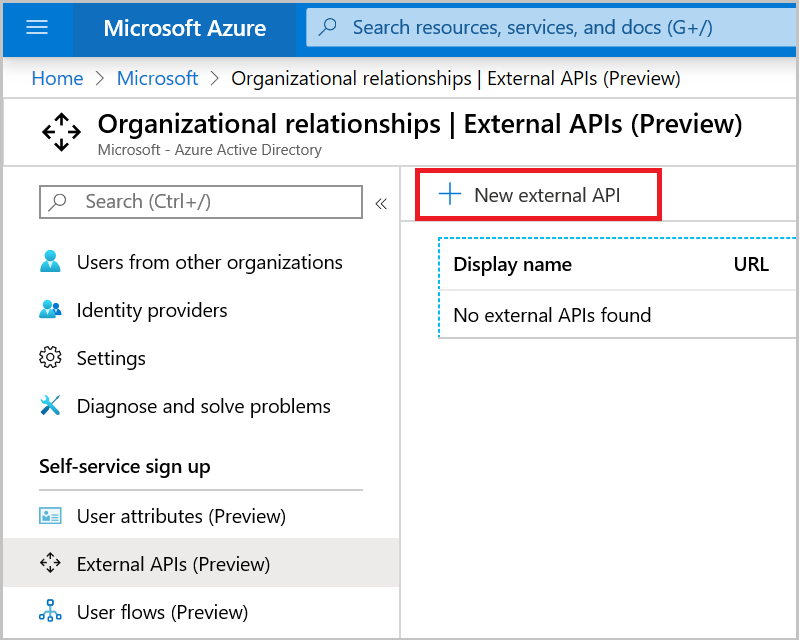 Microsoft Azure
Search resources, services, and docs (G+/)
Home > Microsoft > Organizational relationships | External APIs (Preview)
Organizational relationships | External APIs (Preview)
Microsoft - Azure Active Directory
Search (Ctrl+/)
«
New external API
Users from other organizations
Identity providers
Settings
Diagnose and solve problems
Self-service sign up
User attributes (Preview)
External APIs (Preview)
User flows (Preview)
Display name URL
No external APIs found